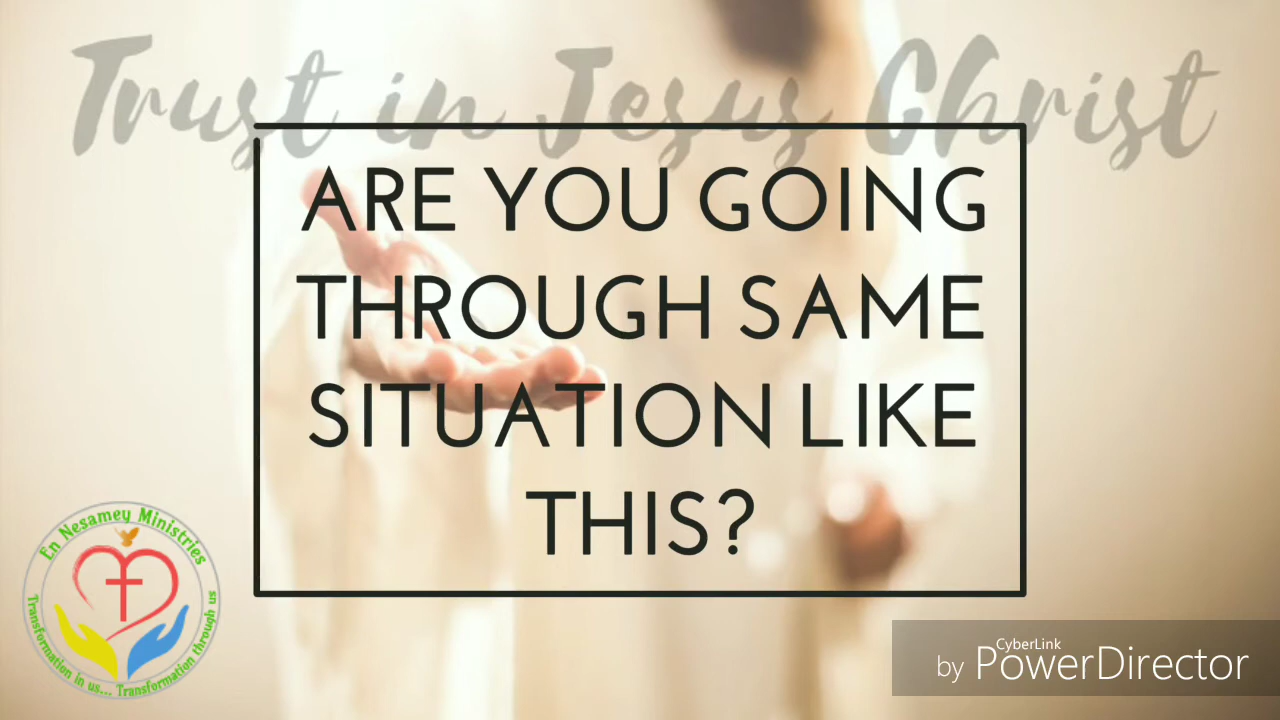 Trust in Jesus Christ
ARE YOU GOING
THROUGH SAME
SITUATION LIKE
THIS?
En Nesamey Ministries
Transformation in us... Transformation through us
CyberLink
by PowerDirector